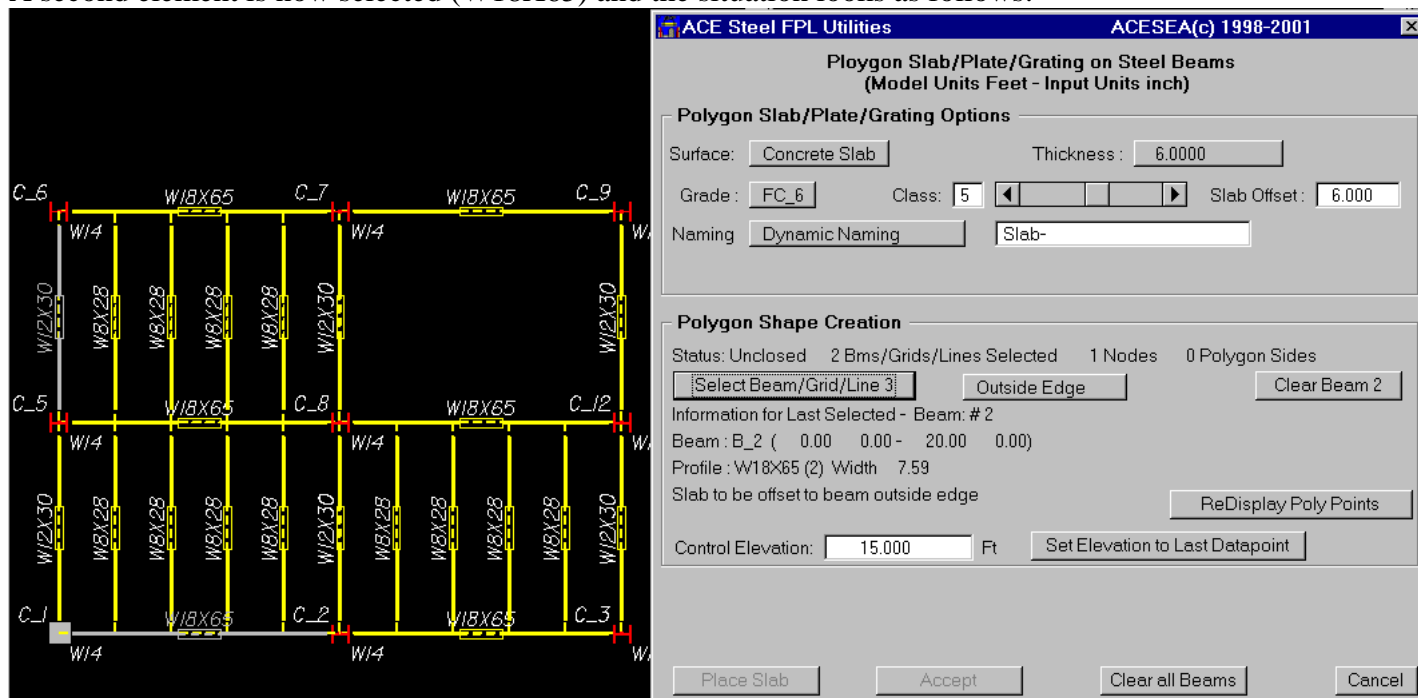 A second element is now selected (W18X65) and the situation looks as follows:
ACE Steel FPL Utilities ACESEA(c) 1998-2001
Ploygon Slab/Plate/Grating on Steel Beams
(Model Units Feet - Input Units inch)
Polygon Slab/Plate/Grating Options
Surface: Concrete Slab Thickness : 6.0000
Grade : FC_6 Class: 5 Slab Offset : 6.000
Naming Dynamic Naming Slab-
Polygon Shape Creation
Status: Unclosed 2 Bms/Grids/Lines Selected 1 Nodes 0 Polygon Sides
Select Beam/Grid/Line 3 Outside Edge Clear Beam 2
Information for Last Selected - Beam: # 2
Beam : B_2 ( 0.00 0.00 - 20.00 0.00)
Profile : W18X65 (2) Width 7.59
Slab to be offset to beam outside edge
ReDisplay Poly Points
Control Elevation: 15.000 Ft Set Elevation to Last Datapoint
Place Slab Accept Clear all Beams Cancel
C_6 W18X65 C_7 W18X65 C_9
W14 W14 W
W12X30 W8X28 W8X28 W8X28 W8X28 W12X30 W12X30
C_5 W18X65 C_8 W18X65 C_12
W14 W14 W
W12X30 W8X28 W8X28 W8X28 W8X28 W12X30 W8X28 W8X28 W8X28 W8X28 W12X30
C_1 W18X65 C_2 W18X65 C_3
W14 W14 W